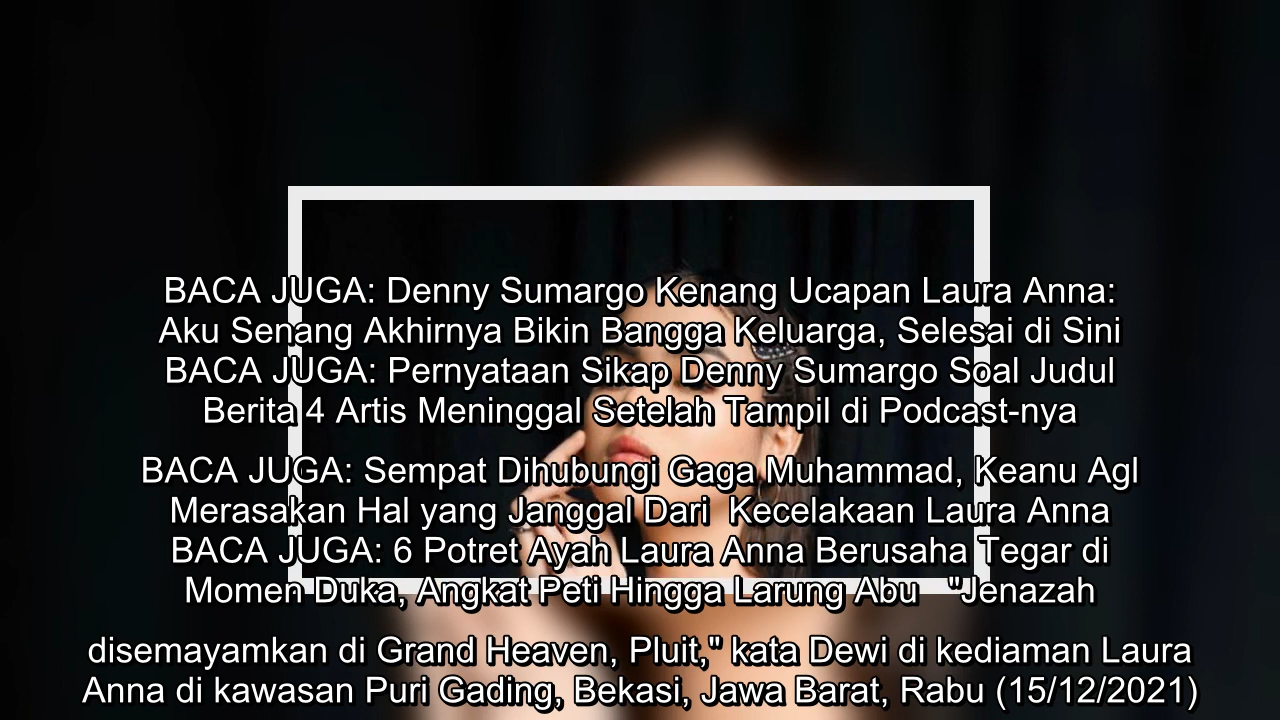 BACA JUGA: Denny Sumargo Kenang Ucapan Laura Anna:
Aku Senang Akhirnya Bikin Bangga Keluarga, Selesai di Sini
BACA JUGA: Pernyataan Sikap Denny Sumargo Soal Judul
Berita 4 Artis Meninggal Setelah Tampil di Podcast-nya
BACA JUGA: Sempat Dihubungi Gaga Muhammad, Keanu Agl
Merasakan Hal yang Janggal Dari  Kecelakaan Laura Anna
BACA JUGA: 6 Potret Ayah Laura Anna Berusaha Tegar di
Momen Duka, Angkat Peti Hingga Larung Abu   "Jenazah
disemayamkan di Grand Heaven, Pluit," kata Dewi di kediaman Laura
Anna di kawasan Puri Gading, Bekasi, Jawa Barat, Rabu (15/12/2021)